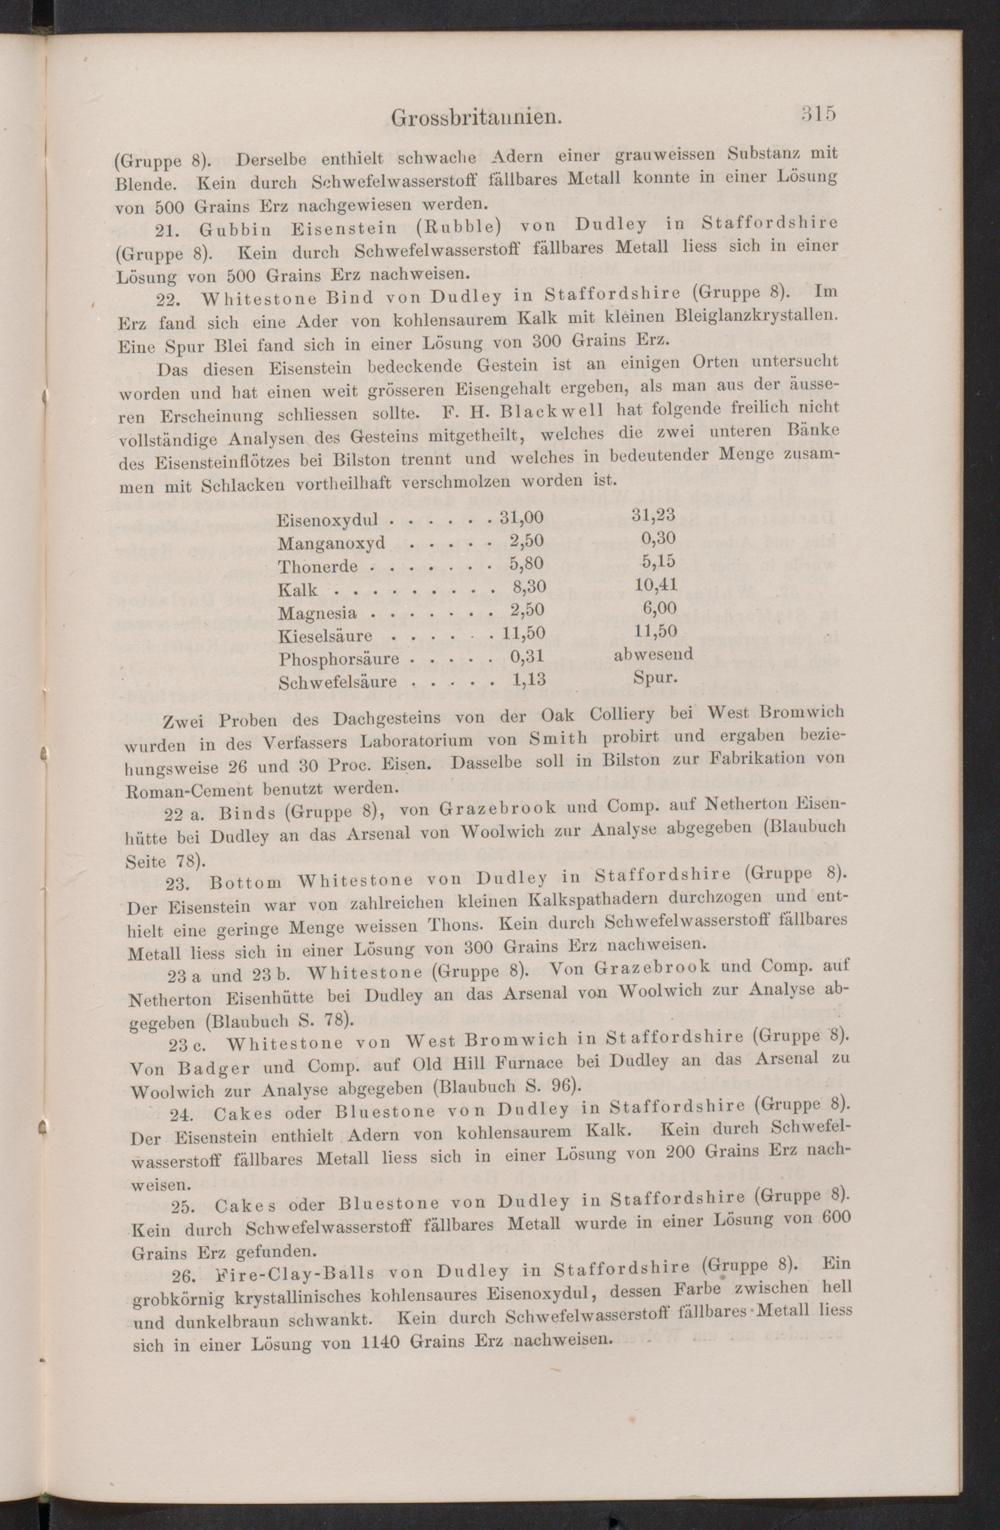 Grossbritannien. 315
(Gruppe 8). Derselbe enthielt schwache Adern einer grauweissen Substanz mit
Blende. Kein durch Schwefelwasserstoff fällbares Metall konnte in einer Lösung
von 500 Grains Erz nachgewiesen werden.
21. Gubbin Eisenstein (Rubble) von Dudley in Staffordshire
(Gruppe 8). Kein durch Schwefelwasserstoff fällbares Metall liess sich in einer
Lösung von 500 Grains Erz nachweisen.
22. Whitestone Bind von Dudley in Staffordshire (Gruppe 8). Im
Erz fand sich eine Ader von kohlensaurem Kalk mit kleinen Bleiglanzkrystallen.
Eine Spur Blei fand sich in einer Lösung von 300 Grains Erz.
Das diesen Eisenstein bedeckende Gestein ist an einigen Orten untersucht
worden und hat einen weit grösseren Eisengehalt ergeben, als man aus der äusse-
ren Erscheinung schliessen sollte. F. H. Blackwell hat folgende freilich nicht
vollständige Analysen des Gesteins mitgetheilt, welches die zwei unteren Bänke
des Eisensteinflötzes bei Bilston trennt und welches in bedeutender Menge zusam-
men mit Schlacken vortheilhaft verschmolzen worden ist.
Eisenoxydul . . . . . . 31,00 31,23
Manganoxyd . . . . . 2,50 0,30
Thonerde . . . . . . . 5,80 5,15
Kalk . . . . . . . . . 8,30 10,41
Magnesia . . . . . . . 2,50 6,00
Kieselsäure . . . . . . 11,50 11,50
Phosphorsäure . . . . . 0,31 abwesend
Schwefelsäure . . . . . 1,13 Spur.
Zwei Proben des Dachgesteins von der Oak Colliery bei West Bromwich
wurden in des Verfassers Laboratorium von Smith probirt und ergaben bezie-
hungsweise 26 und 30 Proc. Eisen. Dasselbe soll in Bilston zur Fabrikation von
Roman-Cement benutzt werden.
22 a. Binds (Gruppe 8), von Grazebrook und Comp. auf Netherton Eisen-
hütte bei Dudley an das Arsenal von Woolwich zur Analyse abgegeben (Blaubuch
Seite 78).
23. Bottom Whitestone von Dudley in Staffordshire (Gruppe 8).
Der Eisenstein war von zahlreichen kleinen Kalkspathadern durchzogen und ent-
hielt eine geringe Menge weissen Thons. Kein durch Schwefelwasserstoff fällbares
Metall liess sich in einer Lösung von 300 Grains Erz nachweisen.
23 a und 23 b. Whitestone (Gruppe 8). Von Grazebrook und Comp. auf
Netherton Eisenhütte bei Dudley an das Arsenal von Woolwich zur Analyse ab-
gegeben (Blaubuch S. 78).
23 c. Whitestone von West Bromwich in Staffordshire (Gruppe 8).
Von Badger und Comp. auf Old Hill Furnace bei Dudley an das Arsenal zu
Woolwich zur Analyse abgegeben (Blaubuch S. 96).
24. Cakes oder Bluestone von Dudley in Staffordshire (Gruppe 8).
Der Eisenstein enthielt Adern von kohlensaurem Kalk. Kein durch Schwefel-
wasserstoff fällbares Metall liess sich in einer Lösung von 200 Grains Erz nach-
weisen.
25. Cakes oder Bluestone von Dudley in Staffordshire (Gruppe 8).
Kein durch Schwefelwasserstoff fällbares Metall wurde in einer Lösung von 600
Grains Erz gefunden.
26. Fire-Clay-Balls von Dudley in Staffordshire (Gruppe 8). Ein
grobkörnig krystallinisches kohlensaures Eisenoxydul, dessen Farbe zwischen hell
und dunkelbraun schwankt. Kein durch Schwefelwasserstoff fällbares Metall liess
sich in einer Lösung von 1140 Grains Erz nachweisen.